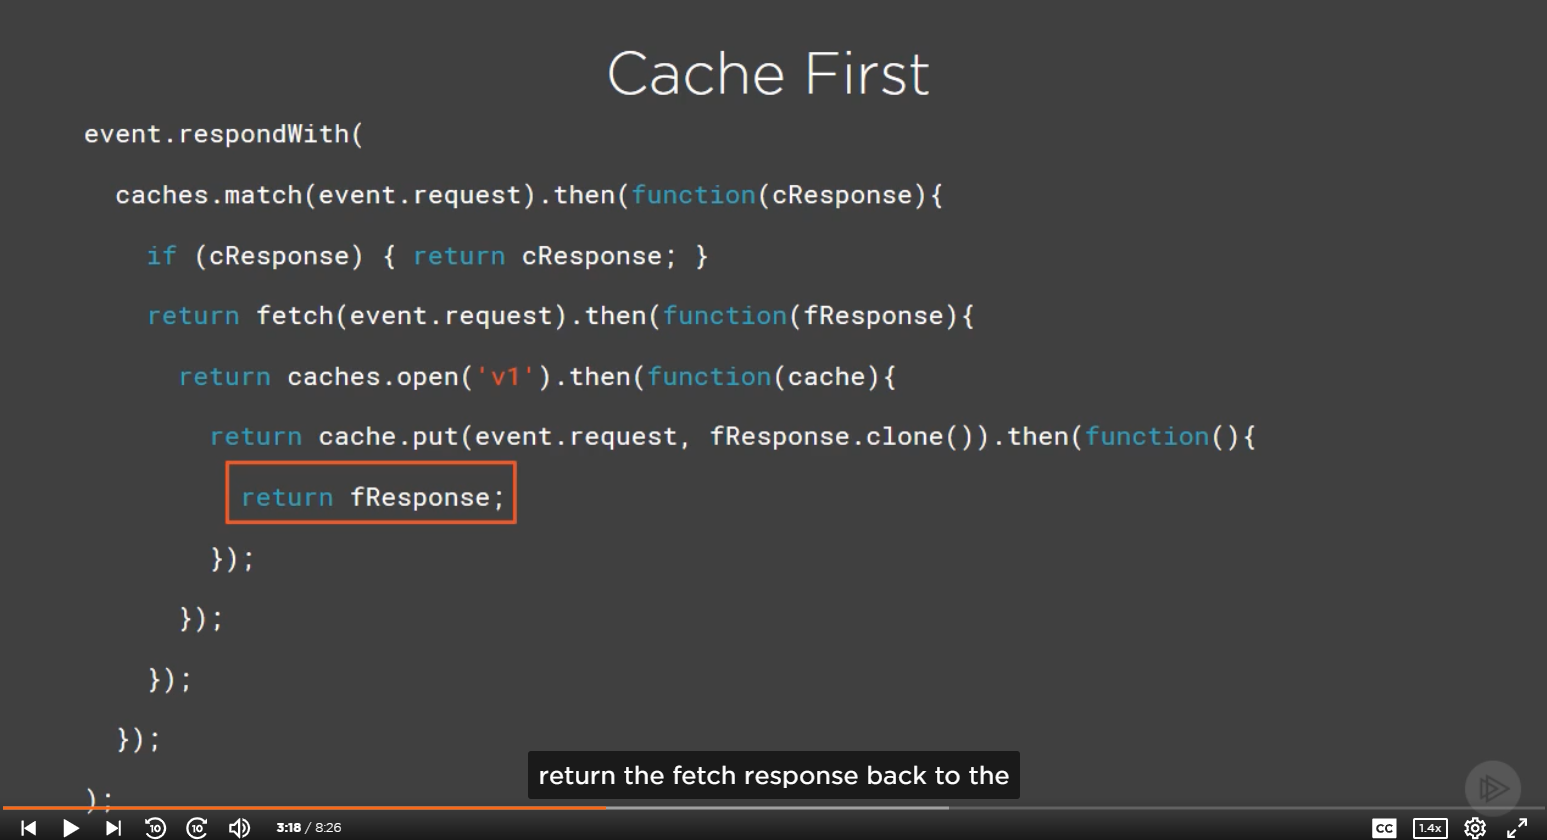 Cache First
event.respondWith(
caches.match(event.request).then(function(cResponse){
if (cResponse) { return cResponse; }
return fetch(event.request).then(function(fResponse){
return caches.open('v1').then(function(cache){
return cache.put(event.request, fResponse.clone()).then(function(){
return fResponse;
});
});
});
});
return the fetch response back to the
);
10 10 3:18 / 8:26 CC 1.4x